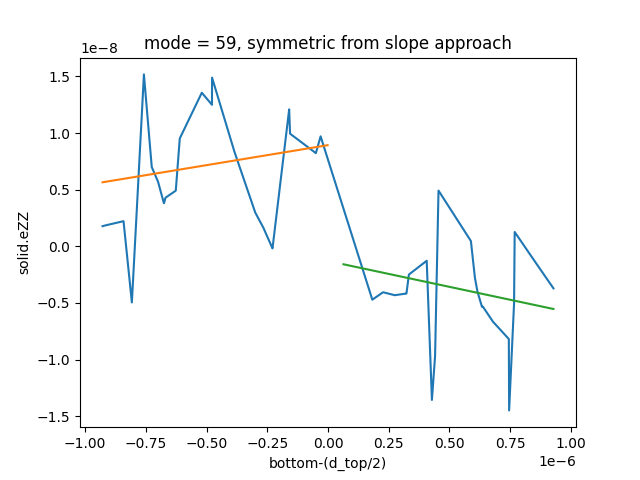 mode = 59, symmetric from slope approach
1e−8
1.5
1.0
0.5
0.0
−0.5
−1.0
−1.5
solid.eZZ
−1.00 −0.75 −0.50 −0.25 0.00 0.25 0.50 0.75 1.00
bottom-(d_top/2)
1e−6